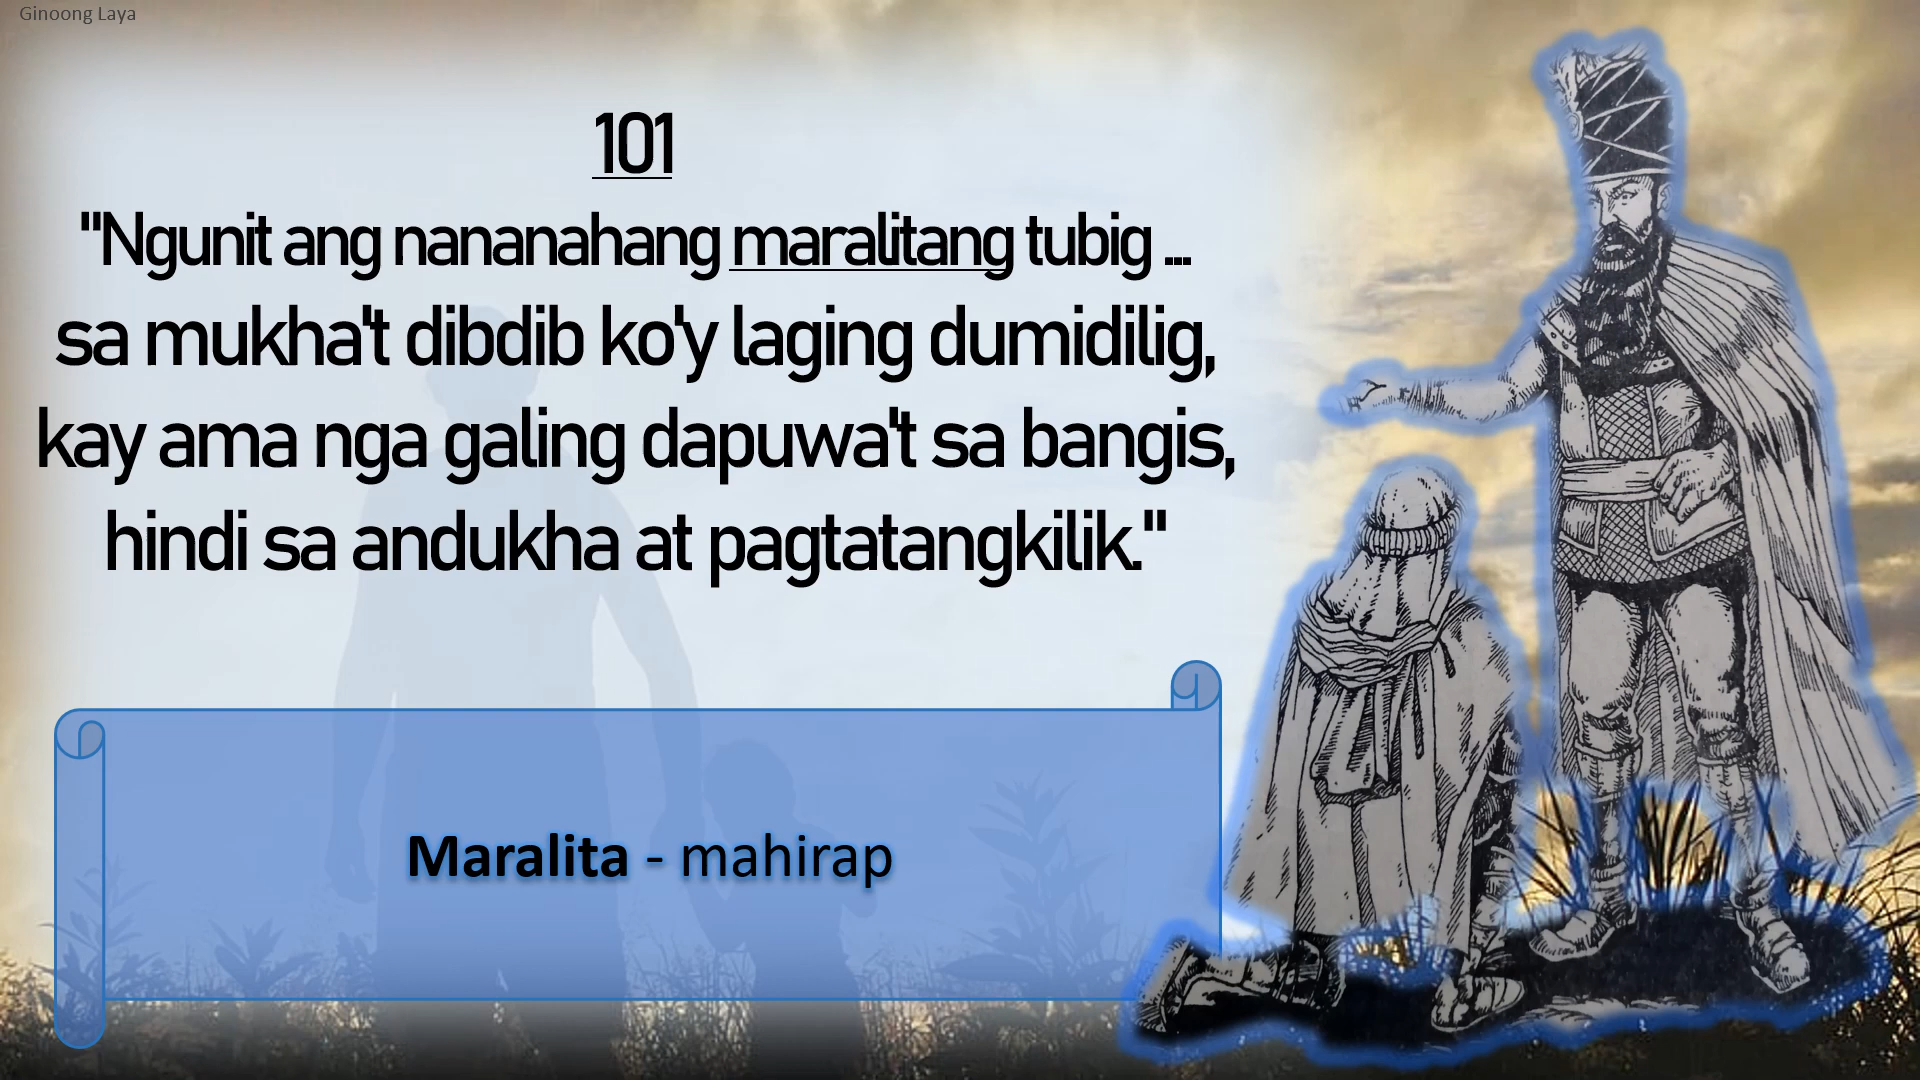 Ginoong Laya
101
"Ngunit ang nananahang maralitang tubig ...
sa mukha't dibdib ko'y laging dumidilig,
kay ama nga galing dapuwa't sa bangis,
hindi sa andukha at pagtatangkilik."
Maralita - mahirap